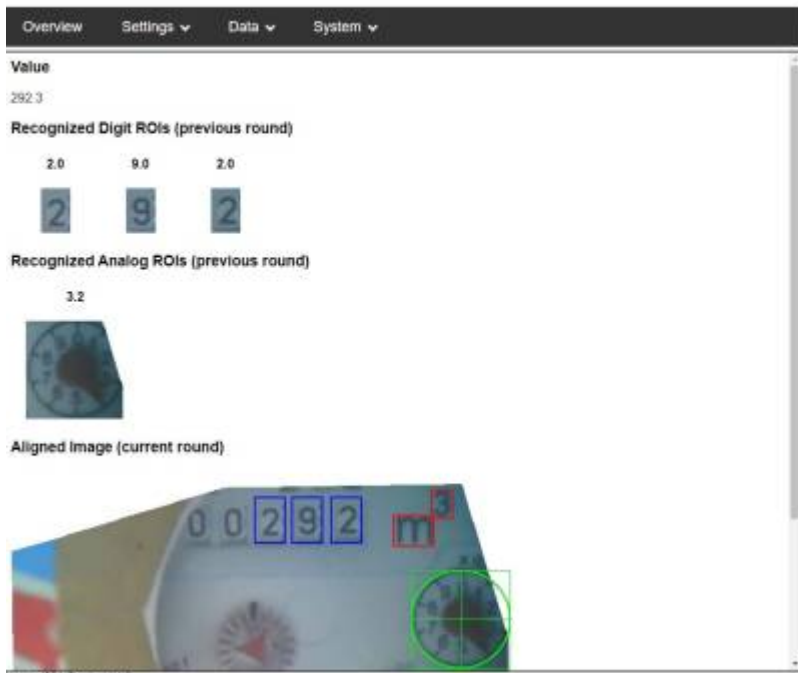 Overview Settings Data System
Value
292.3
Recognized Digit ROIs (previous round)
2.0 9.0 2.0
2 9 2
Recognized Analog ROIs (previous round)
3.2
Aligned Image (current round)
0 0 2 9 2 m3